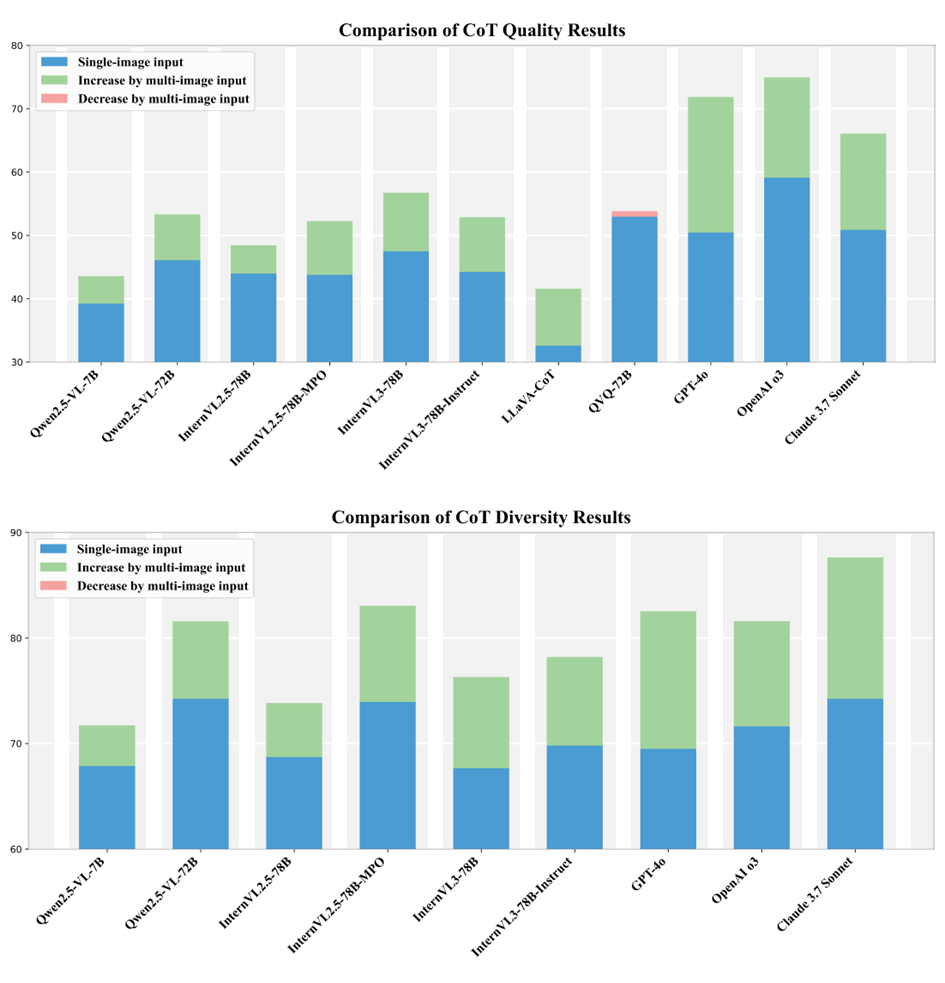 Comparison of CoT Quality Results
80
70
60
50
40
30
Single-image input
Increase by multi-image input
Decrease by multi-image input
Qwen2.5-VL-7B
Qwen2.5-VL-72B
InternVL2.5-78B
InternVL2.5-78B-MPO
InternVL3-78B
InternVL3-78B-Instruct
LLaVA-CoT
QVQ-72B
GPT-4o
OpenAI o3
Claude 3.7 Sonnet
Comparison of CoT Diversity Results
90
80
70
60
Single-image input
Increase by multi-image input
Decrease by multi-image input
Qwen2.5-VL-7B
Qwen2.5-VL-72B
InternVL2.5-78B
InternVL2.5-78B-MPO
InternVL3-78B
InternVL3-78B-Instruct
GPT-4o
OpenAI o3
Claude 3.7 Sonnet